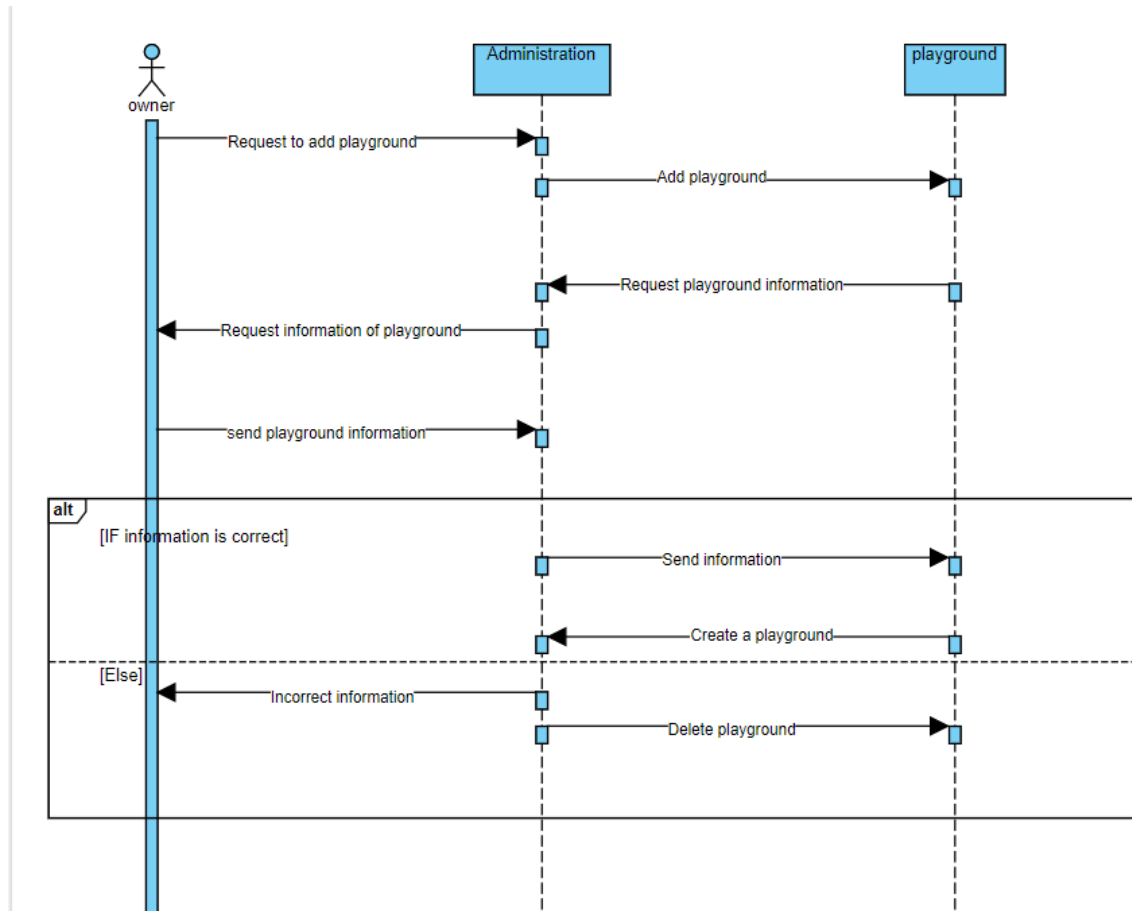 Administration
playground
owner
Request to add playground
Add playground
Request playground information
Request information of playground
send playground information
alt
[IF information is correct]
Send information
Create a playground
[Else]
Incorrect information
Delete playground